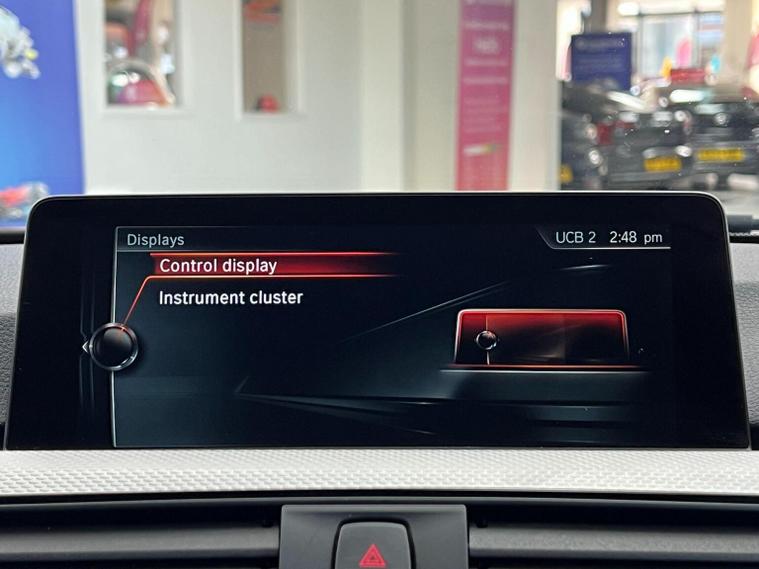 Displays
UCB 2 2:48 pm
Control display
Instrument cluster